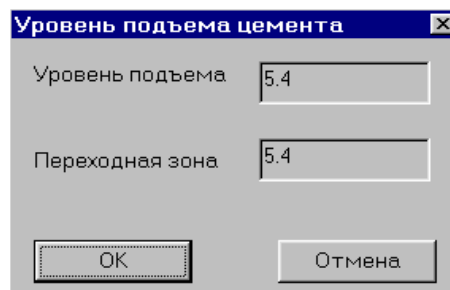 Уровень подъема цемента
Уровень подъема 5.4
Переходная зона 5.4
OK Отмена